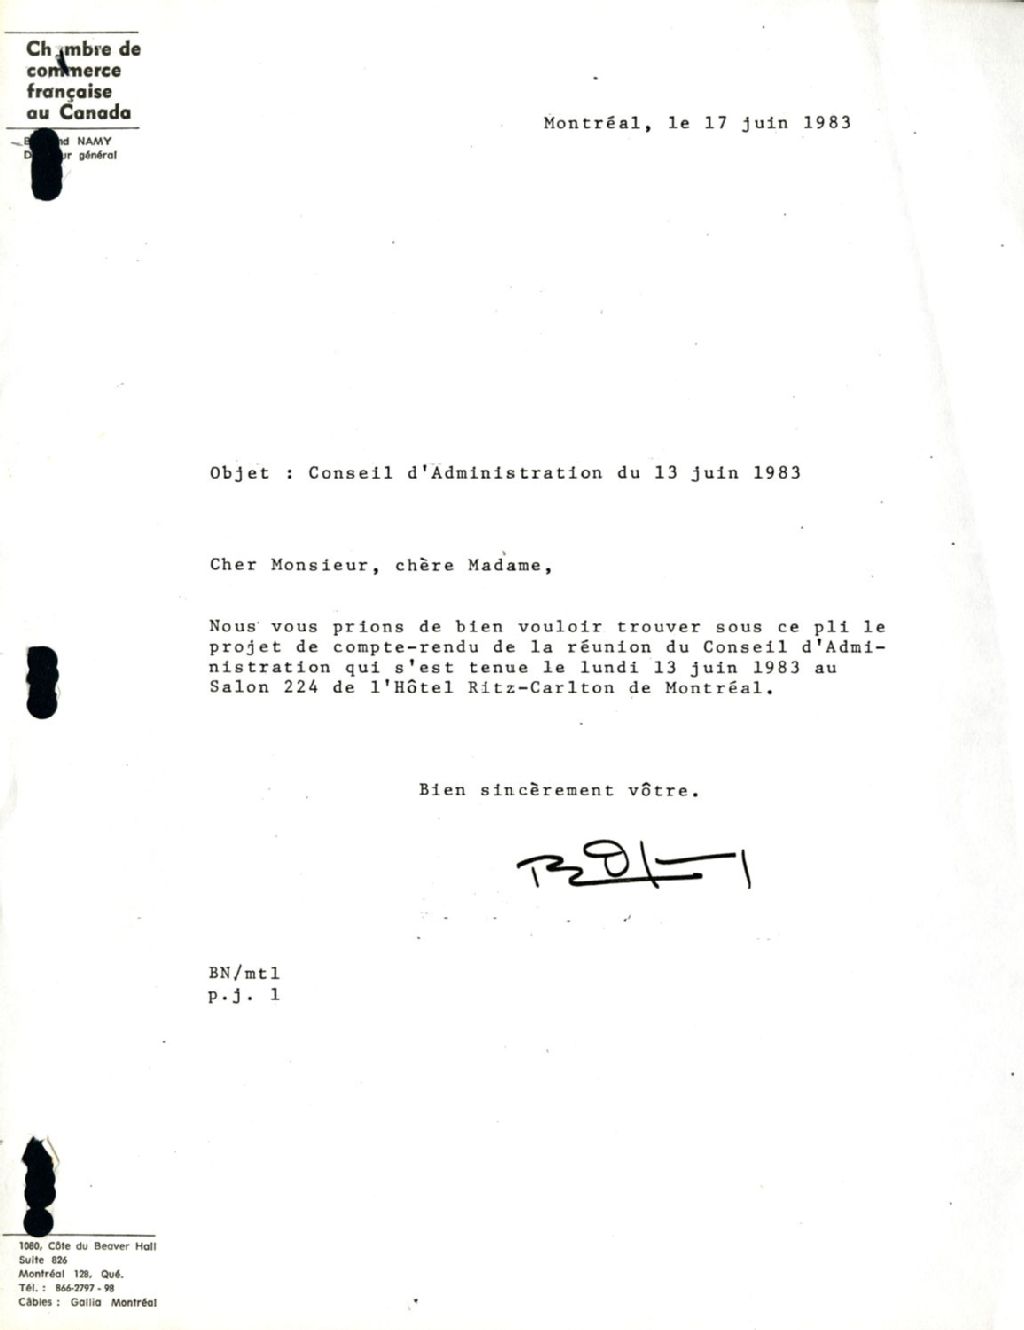 Chambre de
commerce
française
au Canada
NAMY
général
Montréal, le 17 juin 1983
Objet : Conseil d'Administration du 13 juin 1983
Cher Monsieur, chère Madame,
Nous vous prions de bien vouloir trouver sous ce pli le
projet de compte-rendu de la réunion du Conseil d'Admi-
nistration qui s'est tenue le lundi 13 juin 1983 au
Salon 224 de l'Hôtel Ritz-Carlton de Montréal.
Bien sincèrement vôtre.
BN/mtl
p.j. 1
1080, Côte du Beaver Hall
Suite 826
Montréal 128, Qué.
Tél. : 866-2797 - 98
Câbles : Gallia Montréal